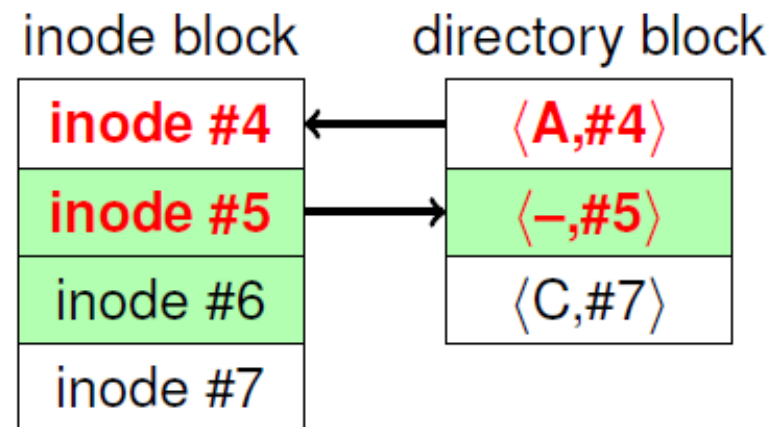 inode block
directory block
inode #4
⟨A,#4⟩
inode #5
⟨–,#5⟩
inode #6
⟨C,#7⟩
inode #7